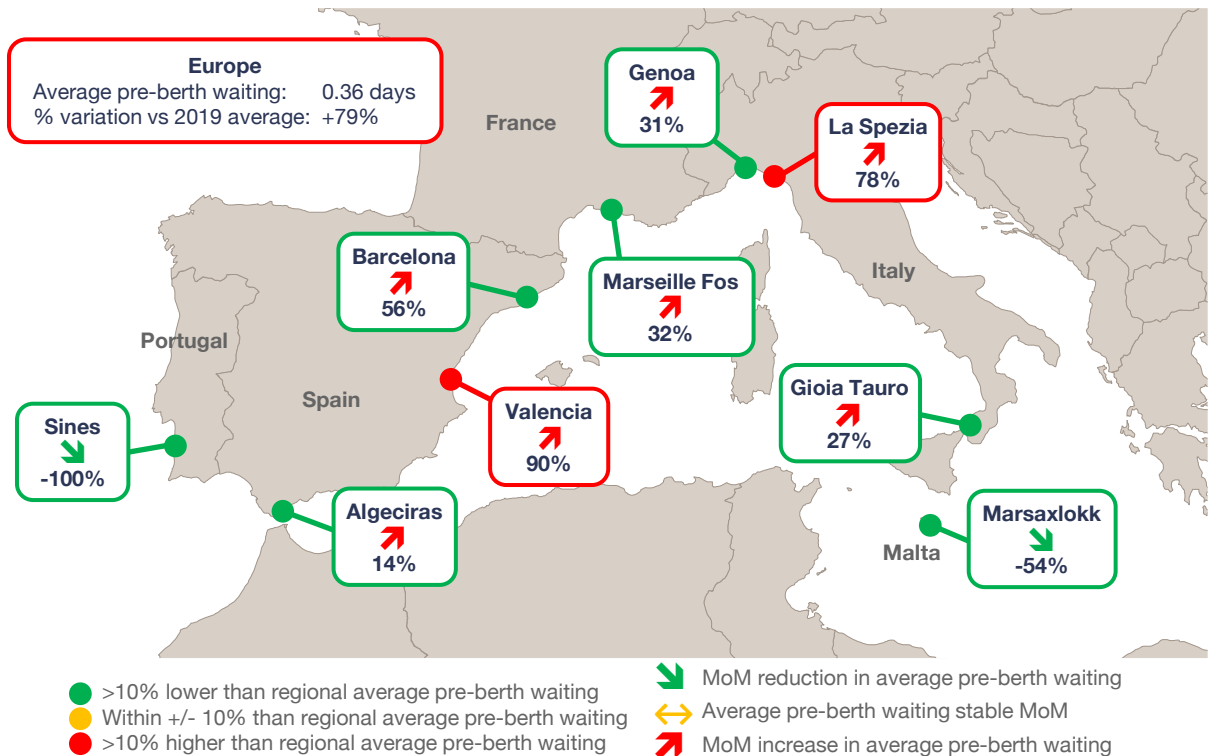 Europe
Average pre-berth waiting: 0.36 days
% variation vs 2019 average: +79%
France
Genoa
31%
La Spezia
78%
Barcelona
56%
Marseille Fos
32%
Italy
Portugal
Spain
Sines
-100%
Valencia
90%
Gioia Tauro
27%
Algeciras
14%
Malta
Marsaxlokk
-54%
>10% lower than regional average pre-berth waiting
Within +/- 10% than regional average pre-berth waiting
>10% higher than regional average pre-berth waiting
MoM reduction in average pre-berth waiting
Average pre-berth waiting stable MoM
MoM increase in average pre-berth waiting